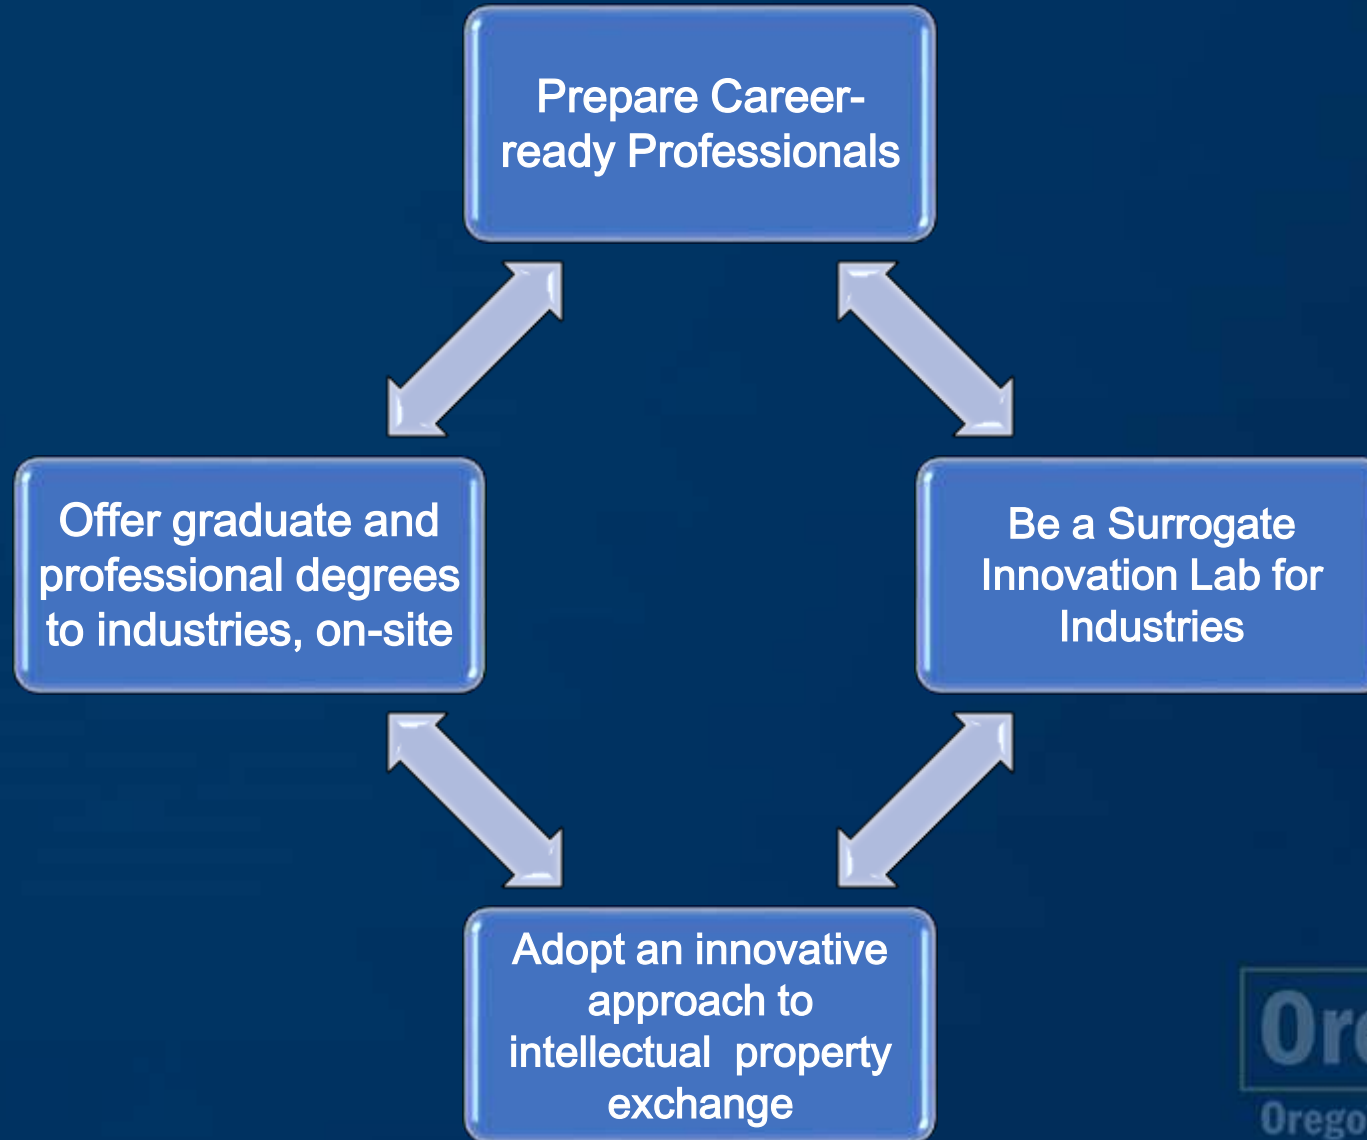 Prepare Career-
ready Professionals
Offer graduate and
professional degrees
to industries, on-site
Be a Surrogate
Innovation Lab for
Industries
Adopt an innovative
approach to
intellectual  property
exchange